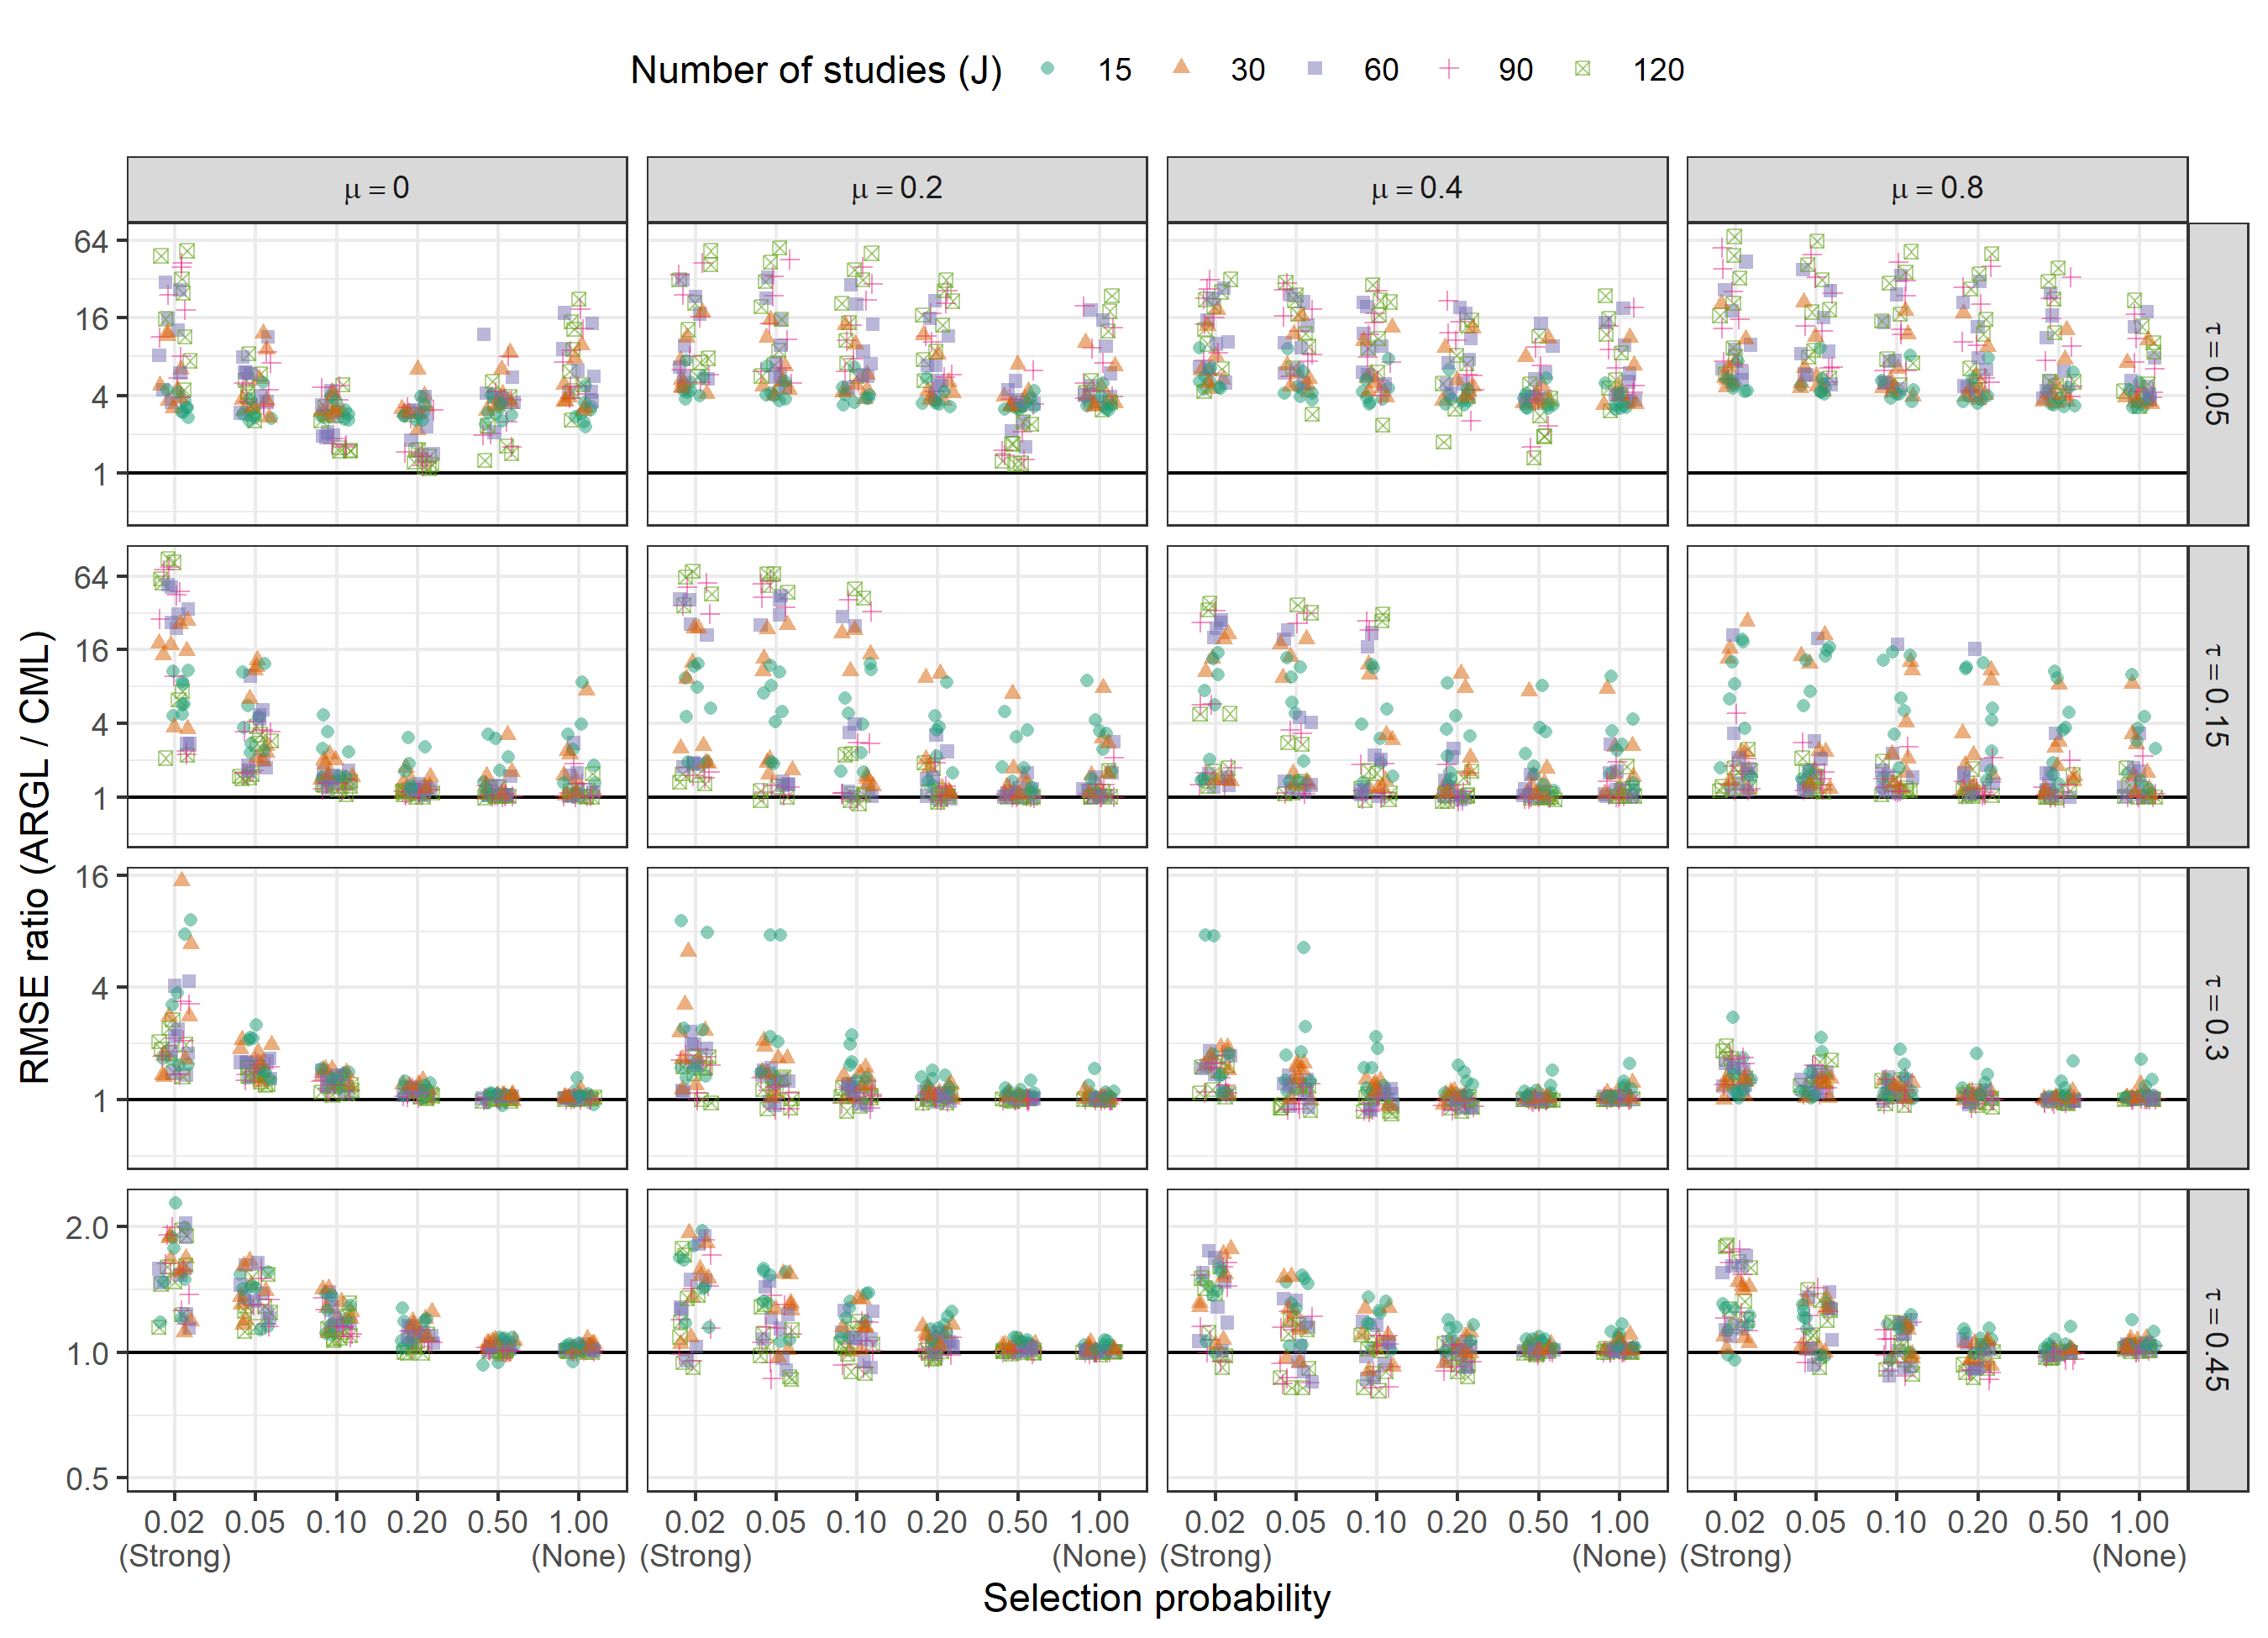 Number of studies (J) 15 30 60 90 120
μ = 0 μ = 0.2 μ = 0.4 μ = 0.8
64
16
4
1
τ = 0.05
64
16
4
1
τ = 0.15
16
4
1
τ = 0.3
2.0
1.0
0.5
τ = 0.45
RMSE ratio (ARGL / CML)
0.02 0.05 0.10 0.20 0.50 1.00 0.02 0.05 0.10 0.20 0.50 1.00 0.02 0.05 0.10 0.20 0.50 1.00 0.02 0.05 0.10 0.20 0.50 1.00
(Strong) (None) (Strong) (None) (Strong) (None) (Strong) (None)
Selection probability